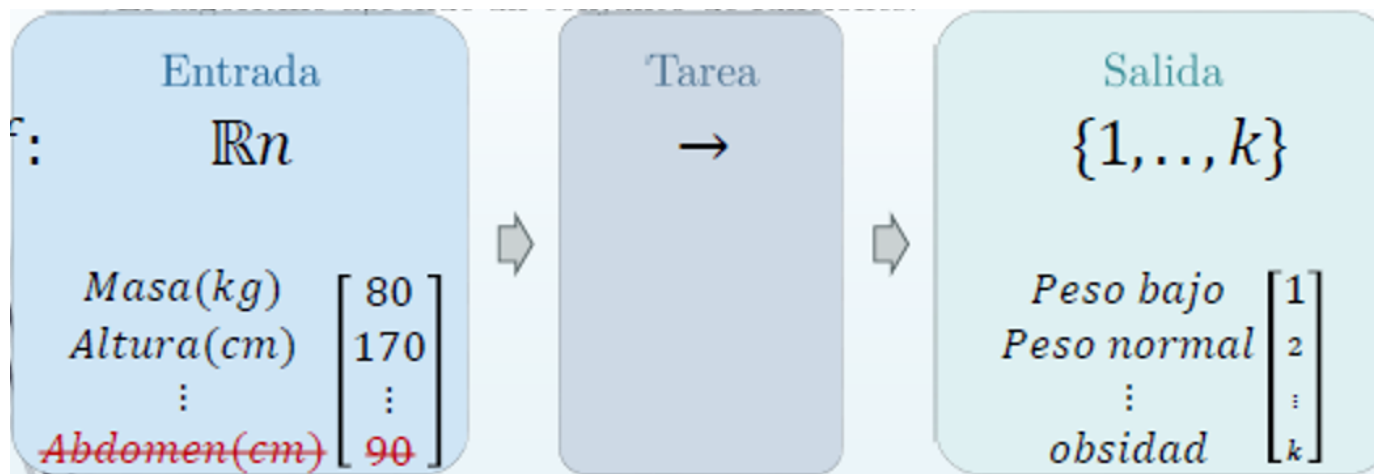 Entrada
Tarea
Salida
: ℝn
→
{1,..,k}
Masa(kg) 80
Altura(cm) 170
⋮ ⋮
Abdomen(cm) 90
Peso bajo 1
Peso normal 2
⋮ ⋮
obsidad k